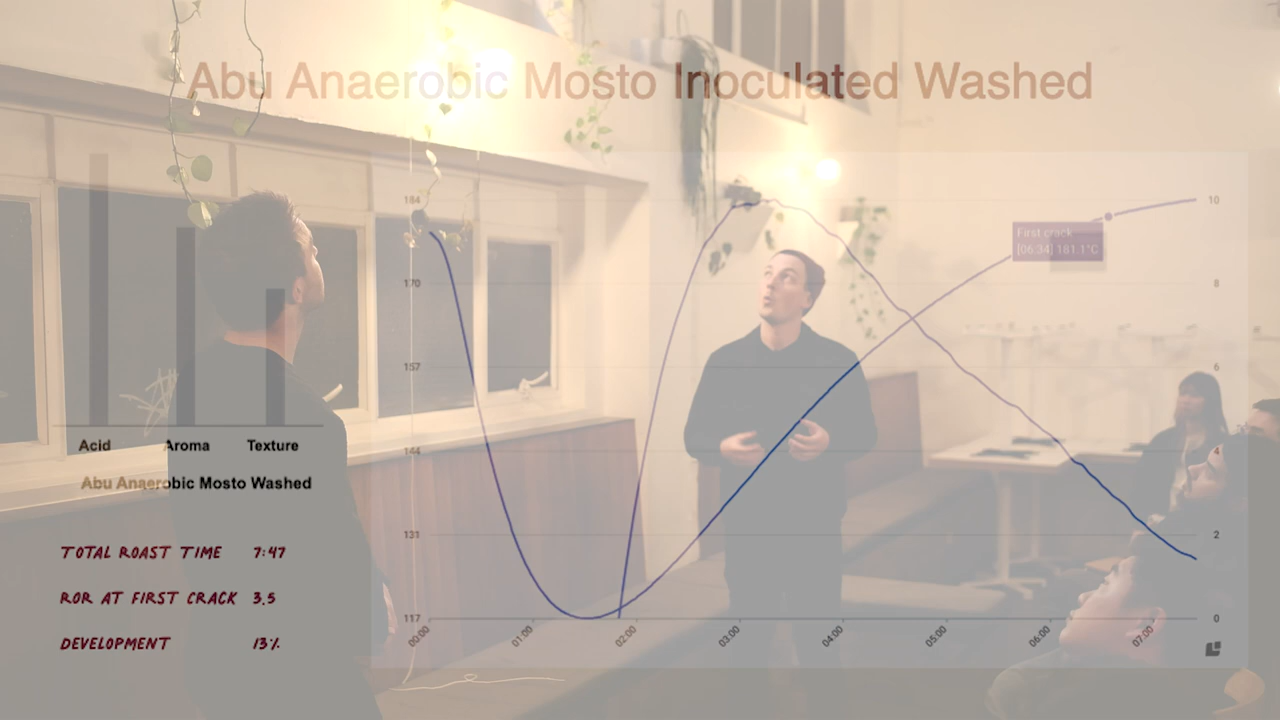 Abu Anaerobic Mosto Inoculated Washed
184
170
157
144
131
117
10
8
6
4
2
0
First crack
[06:34] 181.1°C
00:00
01:00
02:00
03:00
04:00
05:00
06:00
07:00
Acid Aroma Texture
Abu Anaerobic Mosto Washed
TOTAL ROAST TIME 7:47
ROR AT FIRST CRACK 3.5
DEVELOPMENT 13%